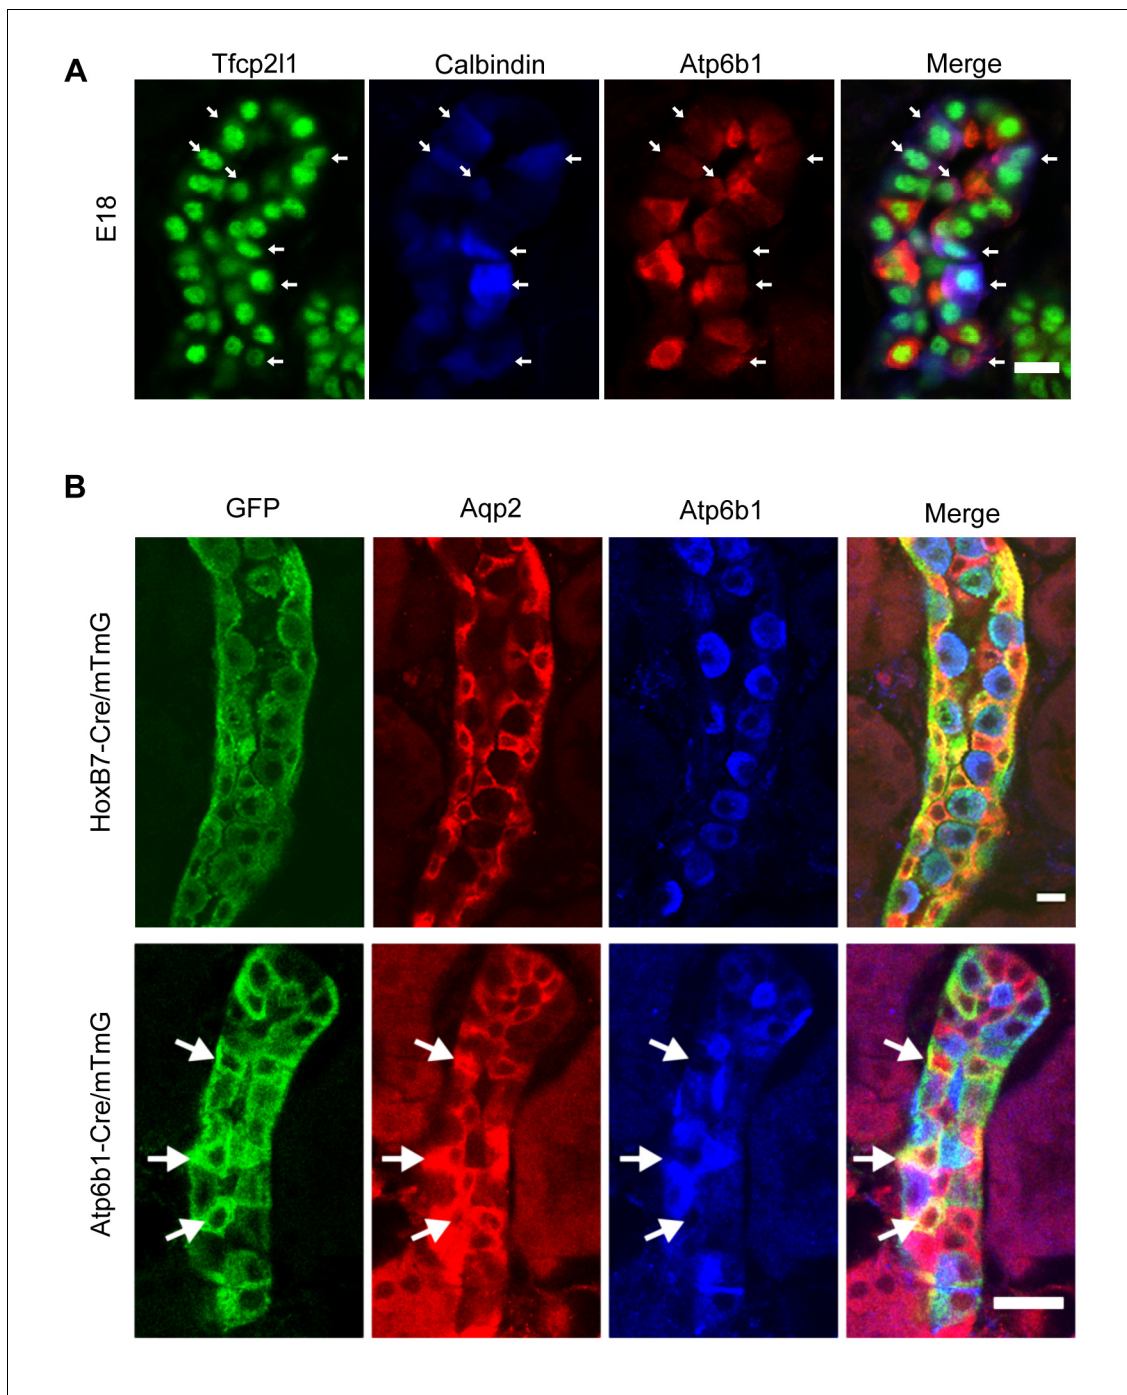 A
Tfcp2l1 Calbindin Atp6b1 Merge
E18
B
GFP Aqp2 Atp6b1 Merge
HoxB7-Cre/mTmG
Atp6b1-Cre/mTmG